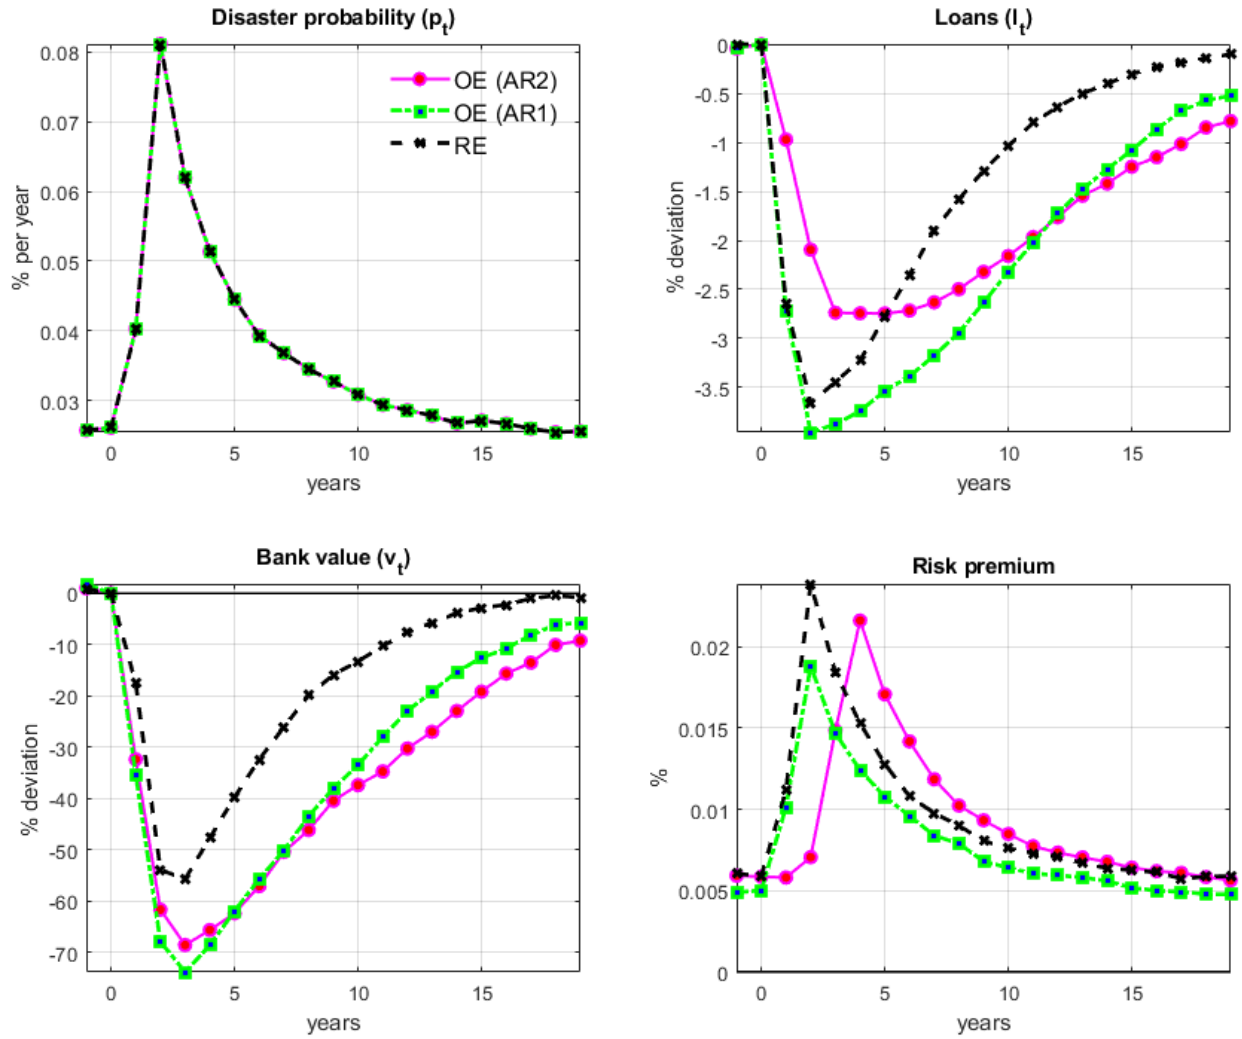 Disaster probability (p_t)
% per year
0.08
0.07
0.06
0.05
0.04
0.03
OE (AR2)
OE (AR1)
RE
0 5 15
years
Loans (l_t)
% deviation
0
-0.5
-1
-1.5
-2
-2.5
-3
-3.5
0 5 10 15
years
Bank value (v_t)
% deviation
0
-10
-20
-30
-40
-50
-60
-70
0 5 15
years
Risk premium
%
0.02
0.015
0.01
0.005
0
0 5 10 15
years